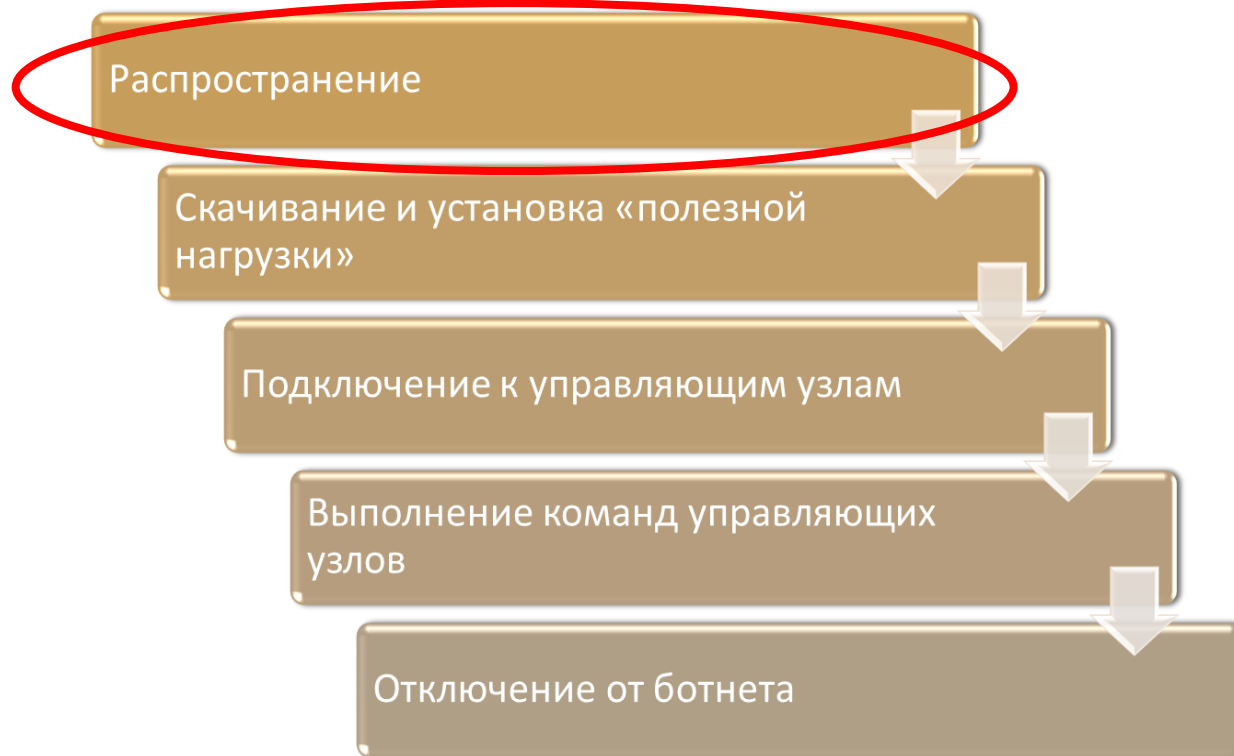 Распространение
Скачивание и установка «полезной
нагрузки»
Подключение к управляющим узлам
Выполнение команд управляющих
узлов
Отключение от ботнета